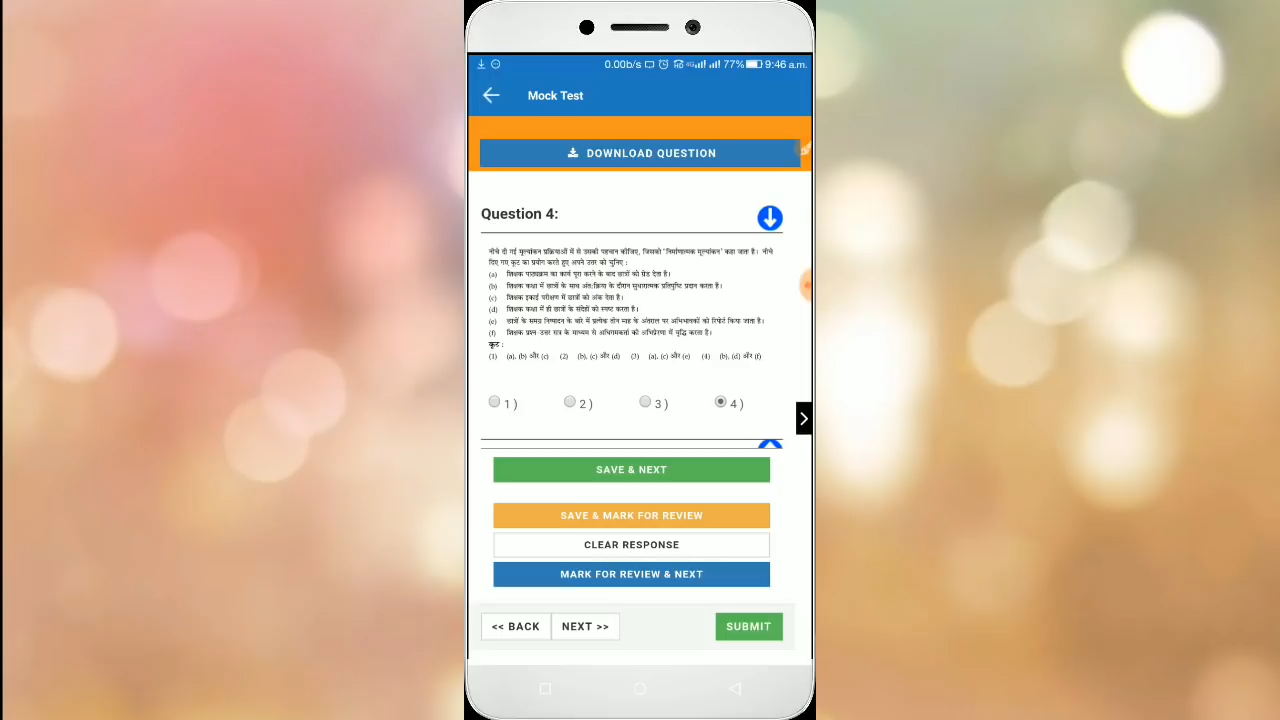 0.00b/s 4G 77% 9:46 a.m.
Mock Test
DOWNLOAD QUESTION
Question 4:
नीचे दी गई मूल्यांकन प्रक्रियाओं में से उसकी पहचान कीजिए, जिसको 'निर्माणात्मक मूल्यांकन' कहा जाता है। नीचे
दिए गए कूट का प्रयोग करते हुए अपने उत्तर को चुनिए :
(a) शिक्षक पाठ्यक्रम का कार्य पूरा करने के बाद छात्रों को ग्रेड देता है।
(b) शिक्षक कक्षा में छात्रों के साथ अंत:क्रिया के दौरान सुधारात्मक प्रतिपुष्टि प्रदान करता है।
(c) शिक्षक इकाई परीक्षण में छात्रों को अंक देता है।
(d) शिक्षक कक्षा में ही छात्रों के संदेहों को स्पष्ट करता है।
(e) छात्रों के समग्र निष्पादन के बारे में प्रत्येक तीन माह के अंतराल पर अभिभावकों को रिपोर्ट किया जाता है।
(f) शिक्षक प्रश्न उत्तर सत्र के माध्यम से अधिगमकर्ता को अभिप्रेरणा में वृद्धि करता है।
कूट :
(1) (a), (b) और (c) (2) (b), (c) और (d) (3) (a), (c) और (e) (4) (b), (d) और (f)
1 ) 2 ) 3 ) 4 )
SAVE & NEXT
SAVE & MARK FOR REVIEW
CLEAR RESPONSE
MARK FOR REVIEW & NEXT
<< BACK NEXT >> SUBMIT